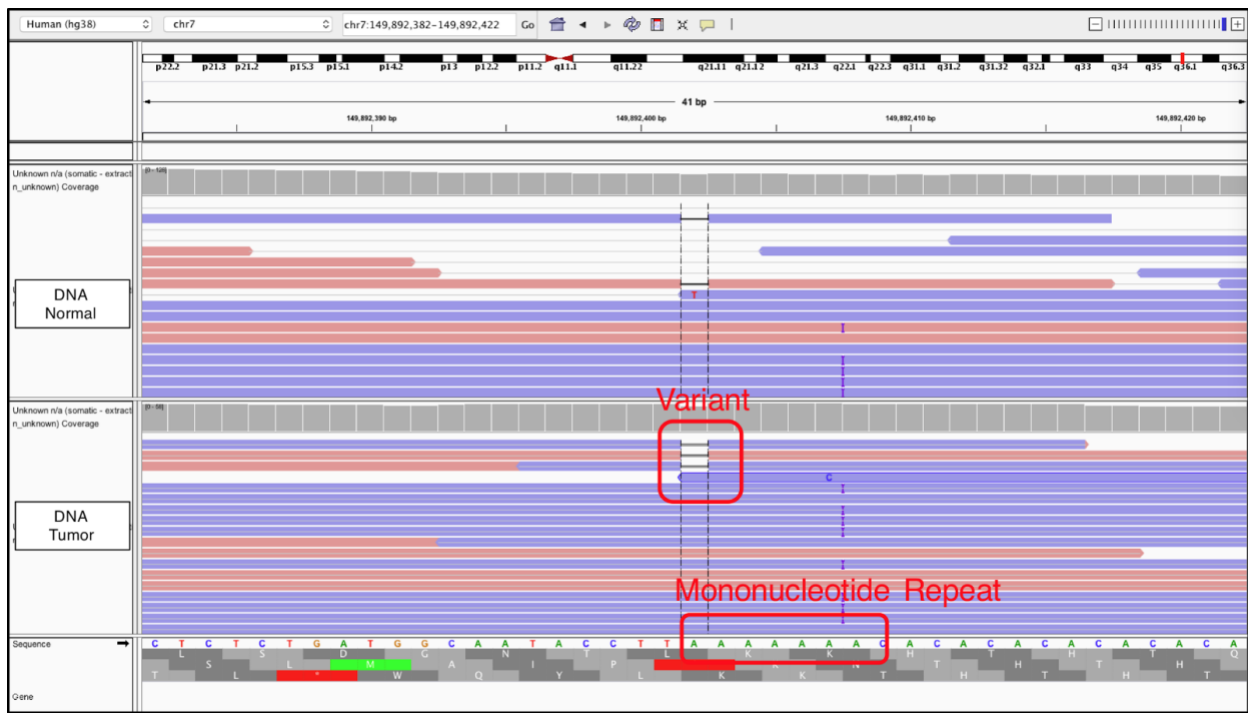 Human (hg38) chr7 chr7:149,892,382-149,892,422 Go
p22.2 p21.3 p21.2 p15.3 p15.1 p14.2 p13 p12.2 p11.2 q11.1 q11.22 q21.11 q21.12 q21.3 q22.1 q22.3 q31.1 q31.2 q31.32 q32.1 q33 q34 q35 q36.1 q36.3
41 bp
149,892,390 bp 149,892,400 bp 149,892,410 bp 149,892,420 bp
Unknown n/a (somatic - extract
n_unknown) Coverage
[0 - 128]
DNA
Normal
T
Unknown n/a (somatic - extract
n_unknown) Coverage
Variant
C
DNA
Tumor
Mononucleotide Repeat
Sequence C T C T C T G A T G G C A A T A C C T T A A A A A A A C A C A C A C A C A C A C A
L S D G N T L K K H T H T Q
S L M A Q I P K N T H T H
T L * W Q Y L K K T H T H T
Gene